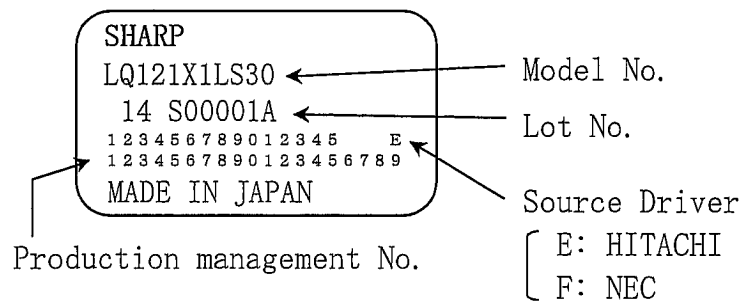 SHARP
LQ121X1LS30
14 S00001A
123456789012345 E
1234567890123456789
MADE IN JAPAN
Model No.
Lot No.
Source Driver
E: HITACHI
F: NEC
Production management No.